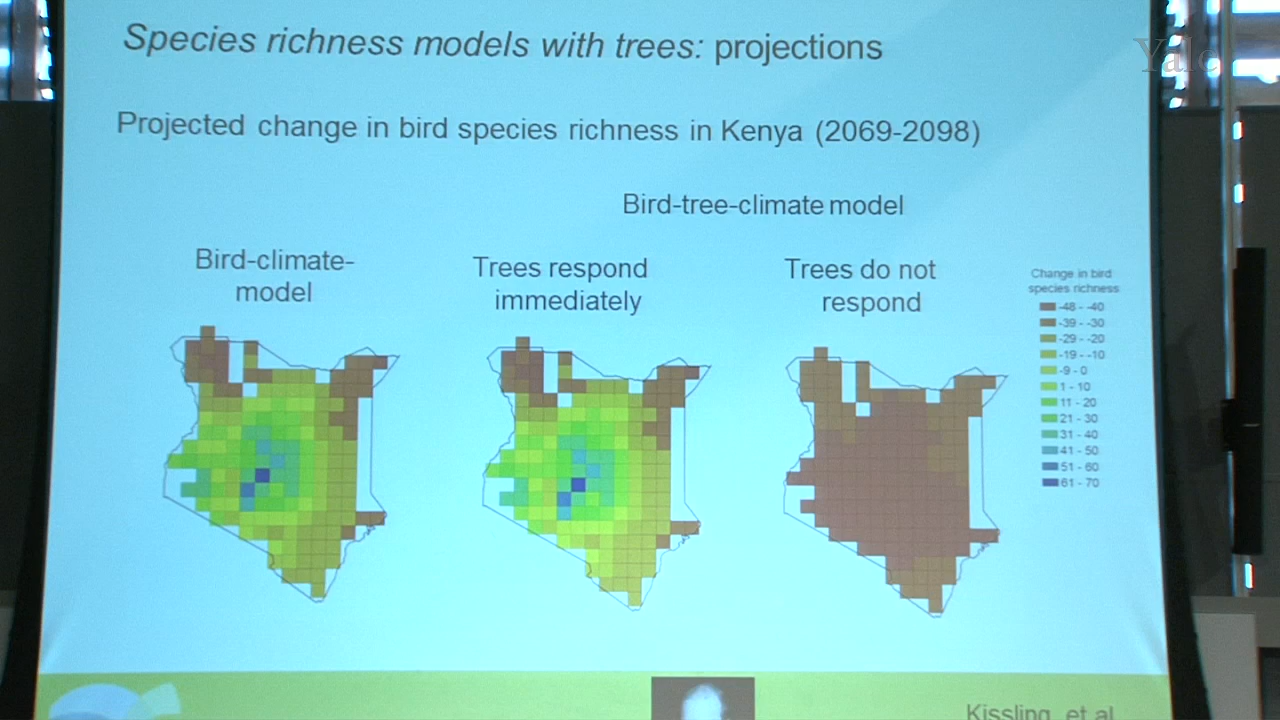 Species richness models with trees: projections
Yale
Projected change in bird species richness in Kenya (2069-2098)
Bird-tree-climate model
Bird-climate-
model
Trees respond
immediately
Trees do not
respond
Change in bird
species richness
-48 - -40
-39 - -30
-29 - -20
-19 - -10
-9 - 0
1 - 10
11 - 20
21 - 30
31 - 40
41 - 50
51 - 60
61 - 70
Kissling, et al